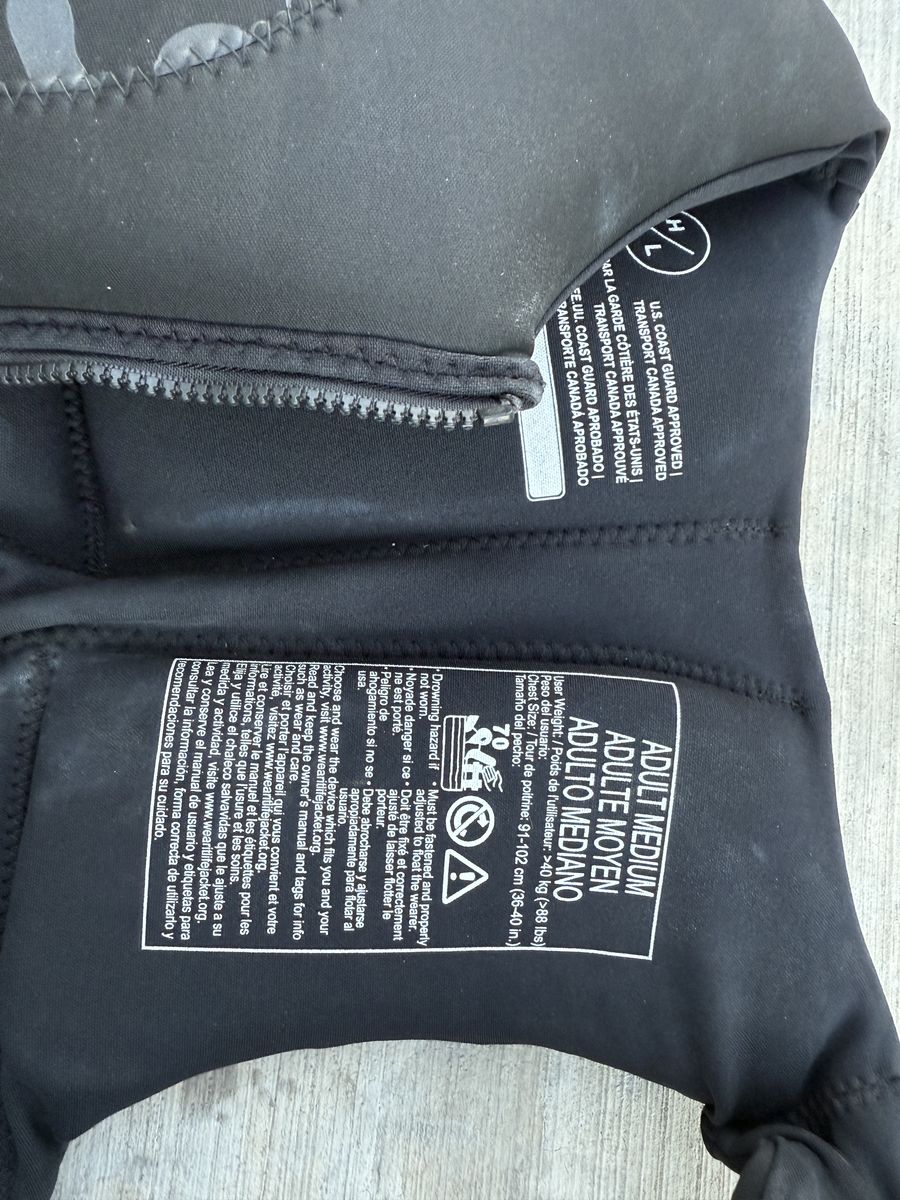 H/L
U.S. COAST GUARD APPROVED |
TRANSPORT CANADA APPROVED
PAR LA GARDE CÔTIÈRE DES ÉTATS-UNIS |
TRANSPORT CANADA APPROUVÉ
EE.UU. COAST GUARD APROBADO |
TRANSPORTE CANADÁ APROBADO
ADULT MEDIUM
ADULTE MOYEN
ADULTO MEDIANO
User Weight: / Poids de l'utilisateur: >40 kg (>88 lbs)
Peso del usuario:
Chest Size: / Tour de poitrine: 91-102 cm (36-40 in.)
Tamaño del pecho:
70
• Drowning hazard if
not worn.
• Noyade danger si ce
ne est porté.
• Peligro de
ahogamiento si no se
usa.
• Must be fastened and properly
adjusted to float the wearer.
• Doit être fixé et correctement
ajusté de laisser flotter le
porteur.
• Debe abrocharse y ajustarse
apropiadamente para flotar al
usuario.
Choose and wear the device which fits you and your
activity, visit www.wearitlifejacket.org.
Read and keep the owner's manual and tags for info
such as wear and care.
Choisir et porter l'appareil qui vous convient et votre
activité, visitez www.wearitlifejacket.org.
Lire et conserver le manuel et les étiquettes pour les
informations, telles que l'usure et les soins.
Elija y utilice el chaleco salvavidas que le ajuste a su
medida y actividad, visite www.wearitlifejacket.org.
Lea y conserve el manual de usuario y etiquetas para
consultar la información, forma correcta de utilizarlo y
recomendaciones para su cuidado.